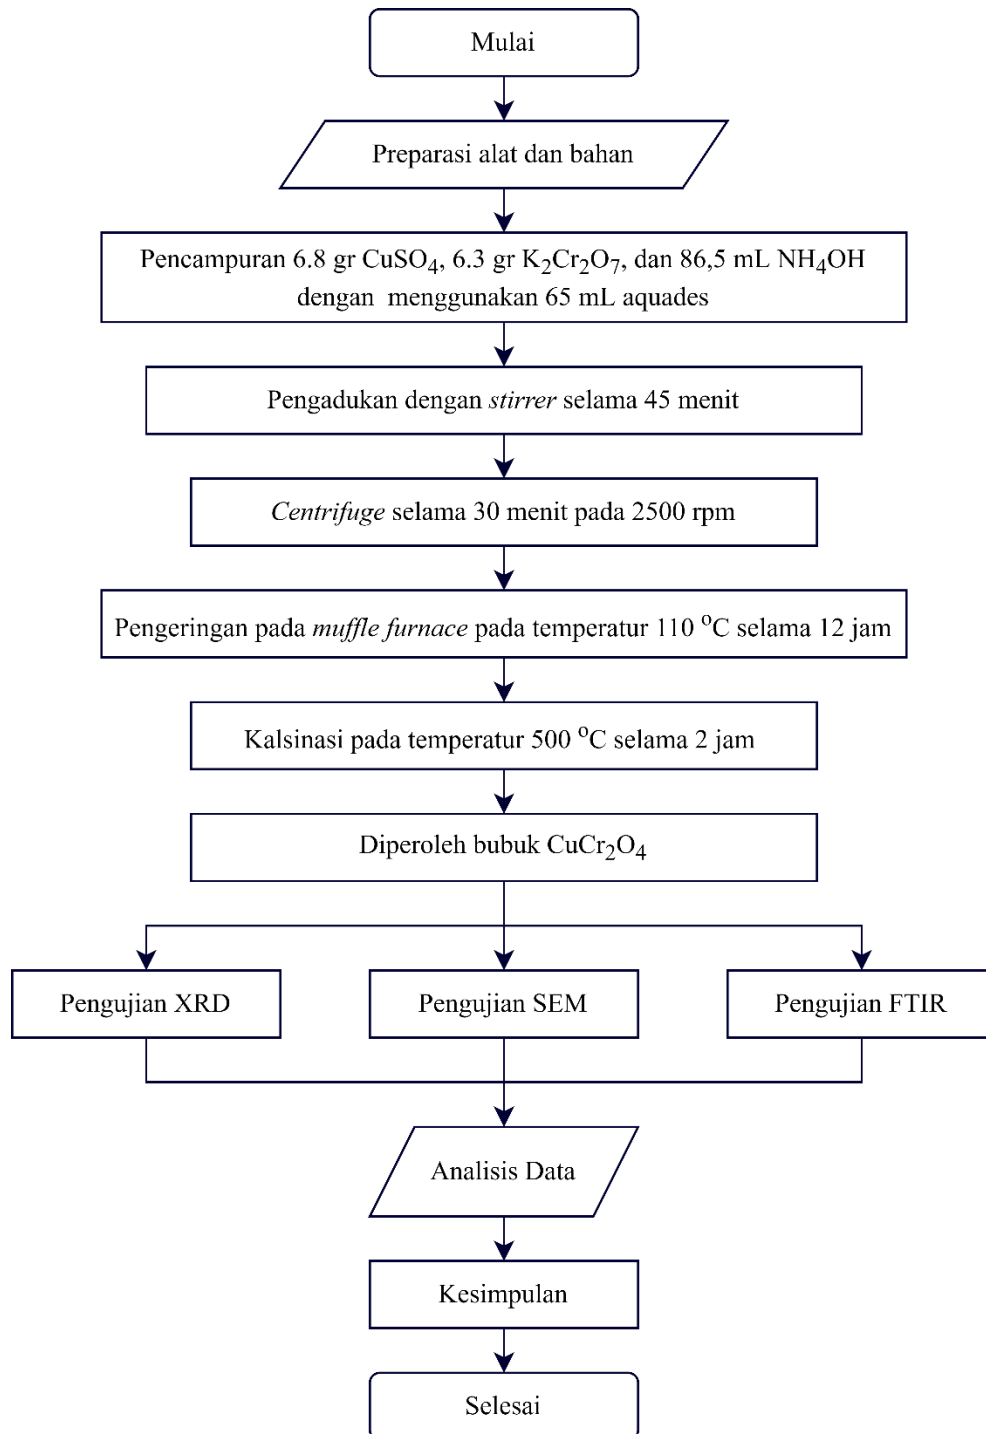 Mulai
Preparasi alat dan bahan
Pencampuran 6.8 gr CuSO₄, 6.3 gr K₂Cr₂O₇, dan 86,5 mL NH₄OH
dengan menggunakan 65 mL aquades
Pengadukan dengan stirrer selama 45 menit
Centrifuge selama 30 menit pada 2500 rpm
Pengeringan pada muffle furnace pada temperatur 110 °C selama 12 jam
Kalsinasi pada temperatur 500 °C selama 2 jam
Diperoleh bubuk CuCr₂O₄
Pengujian XRD
Pengujian SEM
Pengujian FTIR
Analisis Data
Kesimpulan
Selesai